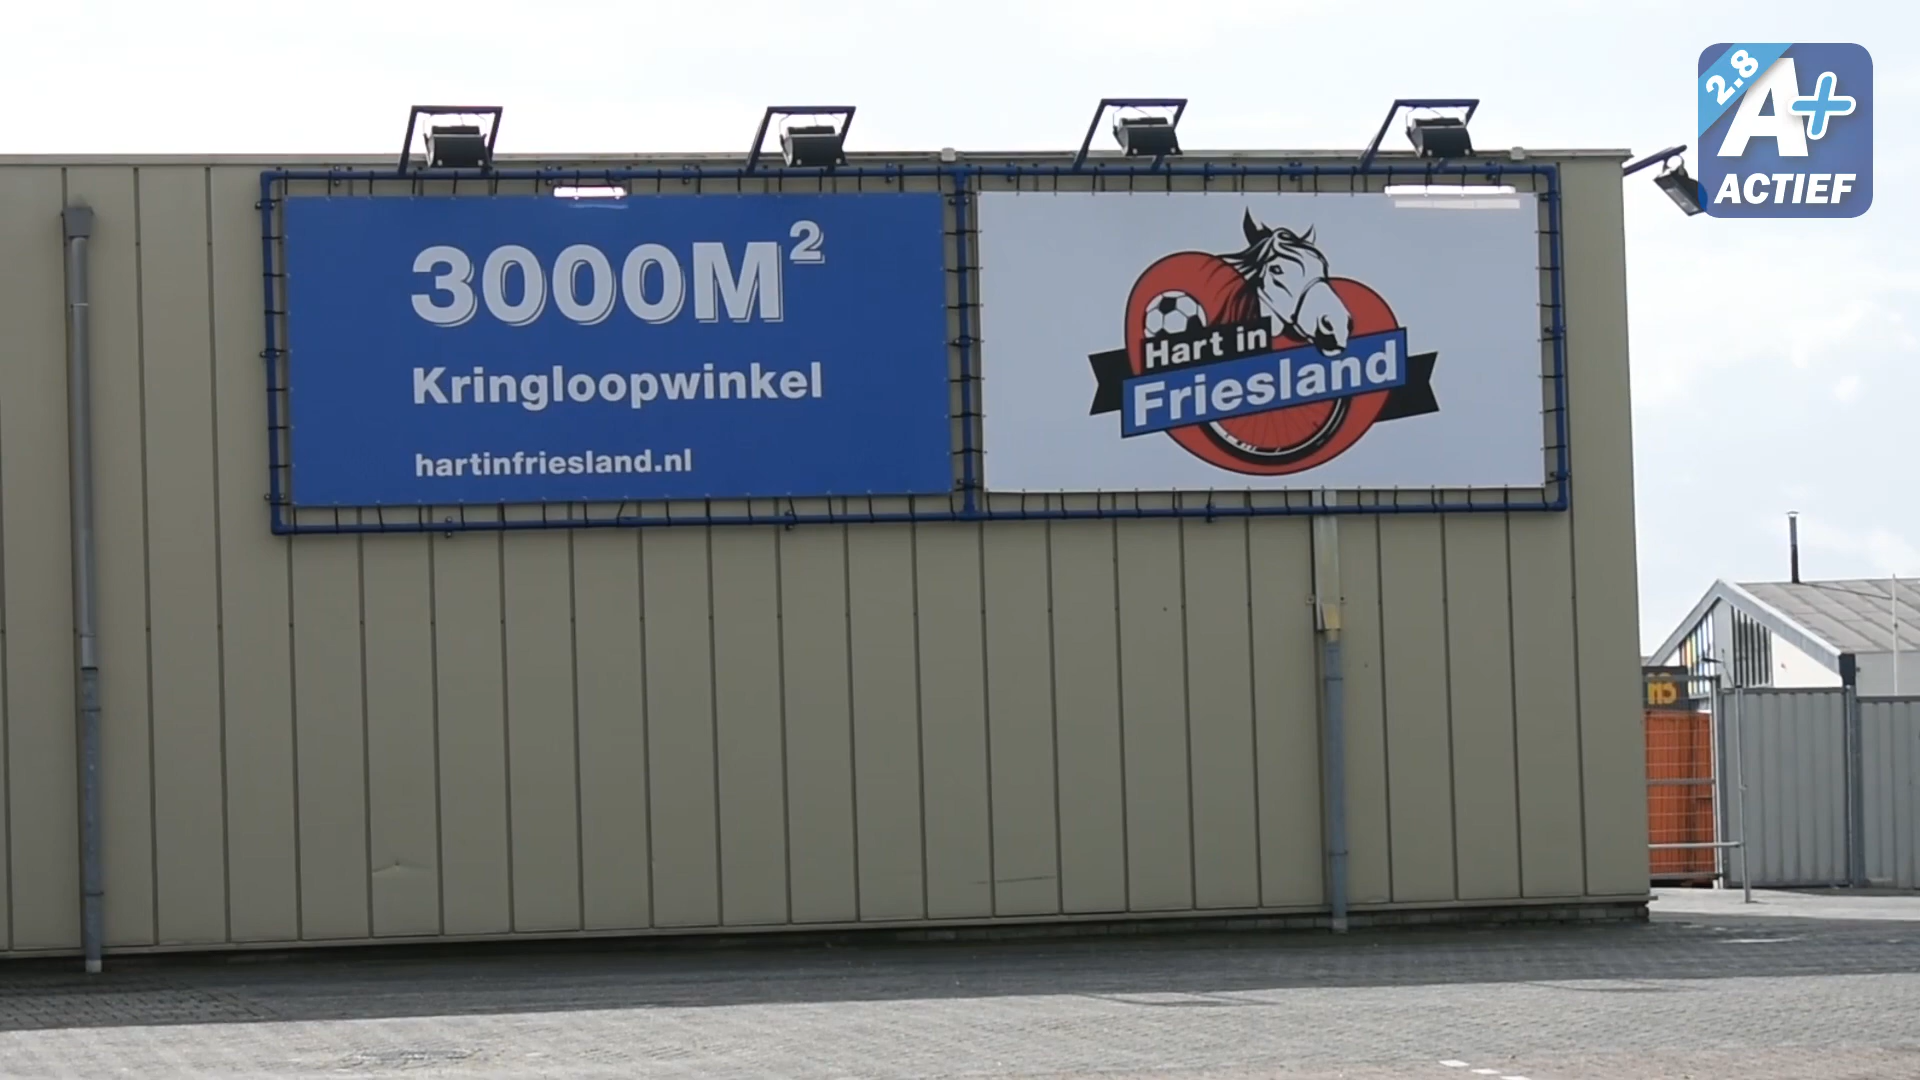 3000M²
Kringloopwinkel
hartinfriesland.nl
Hart in
Friesland
2.8
A+
ACTIEF